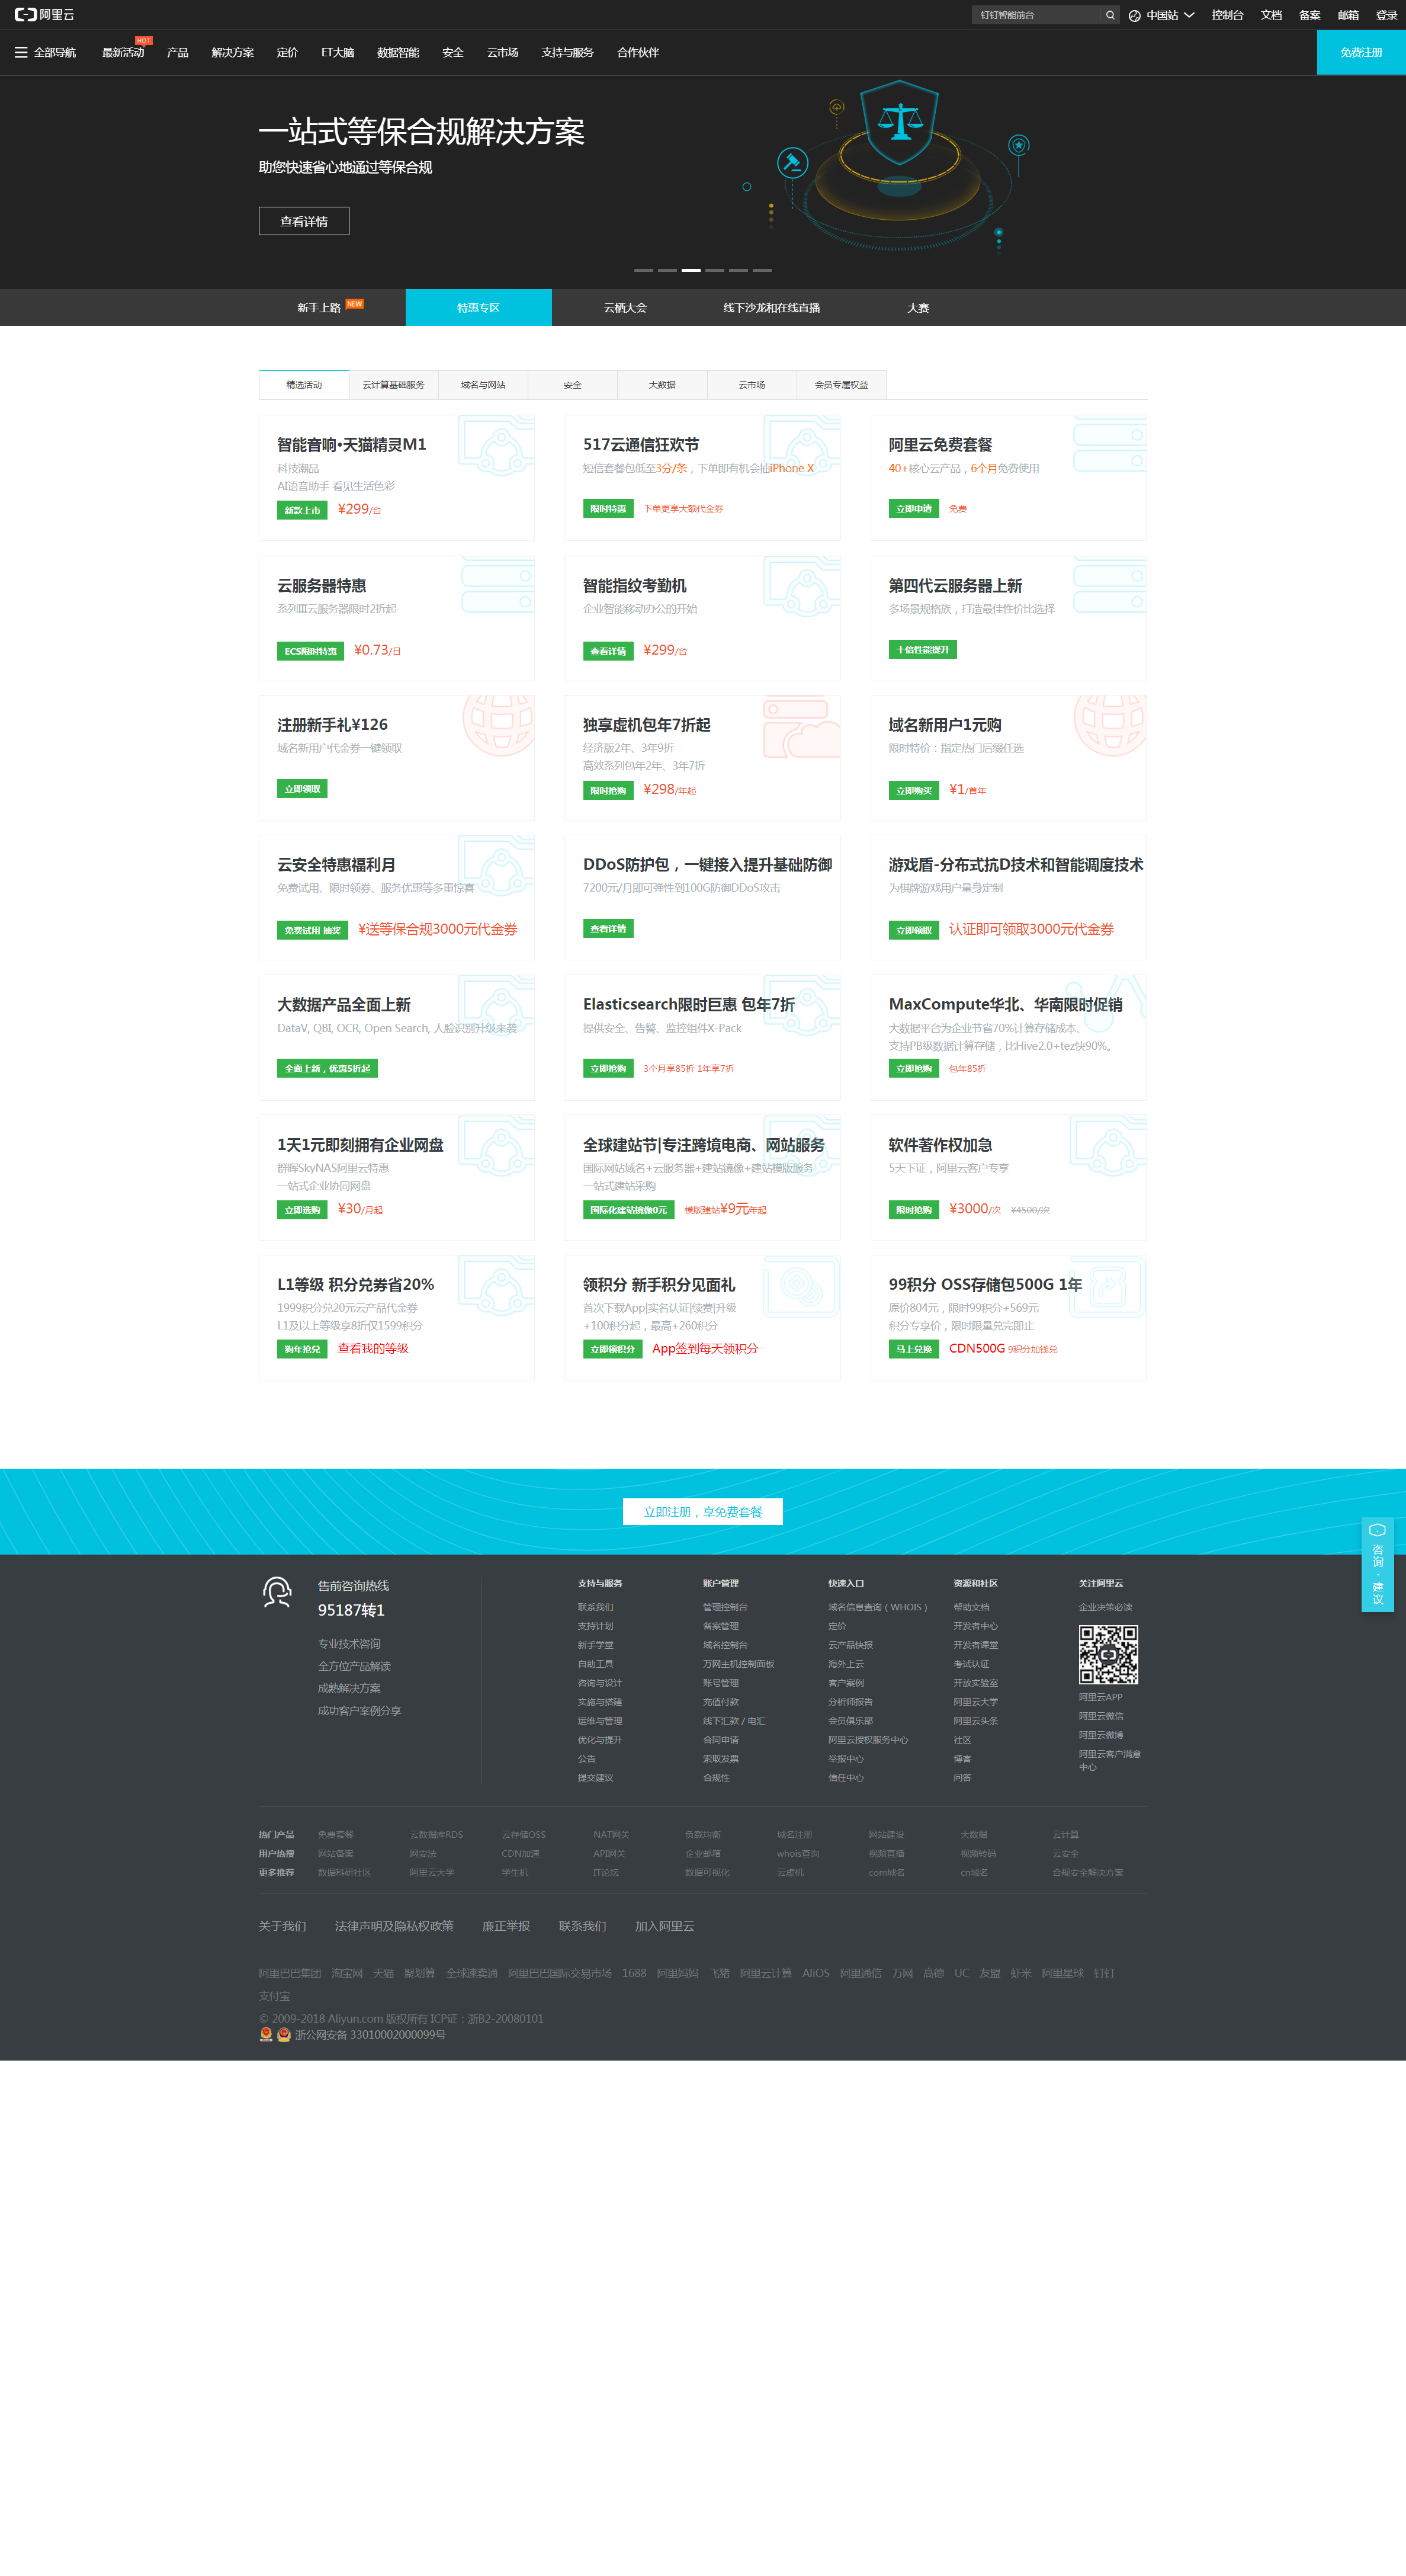 阿里云
钉钉智能前台
中国站
控制台
文档
备案
邮箱
登录
全部导航
最新活动
HOT
产品
解决方案
定价
ET大脑
数据智能
安全
云市场
支持与服务
合作伙伴
免费注册
一站式等保合规解决方案
助您快速省心地通过等保合规
查看详情
新手上路 NEW
特惠专区
云栖大会
线下沙龙和在线直播
大赛
精选活动
云计算基础服务
域名与网站
安全
大数据
云市场
会员专属权益
智能音响•天猫精灵M1
科技潮品
AI语音助手 看见生活色彩
新款上市 ¥299/台
517云通信狂欢节
短信套餐包低至3分/条，下单即有机会抽iPhone X
限时特惠 下单更享大额代金券
阿里云免费套餐
40+核心云产品，6个月免费使用
立即申请 免费
云服务器特惠
系列III云服务器限时2折起
ECS限时特惠 ¥0.73/日
智能指纹考勤机
企业智能移动办公的开始
查看详情 ¥299/台
第四代云服务器上新
多场景规格族，打造最佳性价比选择
十倍性能提升
注册新手礼¥126
域名新用户代金券一键领取
立即领取
独享虚机包年7折起
经济版2年、3年9折
高效系列包年2年、3年7折
限时抢购 ¥298/年起
域名新用户1元购
限时特价：指定热门后缀任选
立即购买 ¥1/首年
云安全特惠福利月
免费试用、限时领券、服务优惠等多重惊喜
免费试用 抽奖 ¥送等保合规3000元代金券
DDoS防护包，一键接入提升基础防御
7200元/月即可弹性到100G防御DDoS攻击
查看详情
游戏盾-分布式抗D技术和智能调度技术
为棋牌游戏用户量身定制
立即领取 认证即可领取3000元代金券
大数据产品全面上新
DataV, QBI, OCR, Open Search, 人脸识别升级来袭
全面上新，优惠5折起
Elasticsearch限时巨惠 包年7折
提供安全、告警、监控组件X-Pack
立即抢购 3个月享85折 1年享7折
MaxCompute华北、华南限时促销
大数据平台为企业节省70%计算存储成本、
支持PB级数据计算存储，比Hive2.0+tez快90%。
立即抢购 包年85折
1天1元即刻拥有企业网盘
群晖SkyNAS阿里云特惠
一站式企业协同网盘
立即选购 ¥30/月起
全球建站节|专注跨境电商、网站服务
国际网站域名+云服务器+建站镜像+建站模版服务
一站式建站采购
国际化建站镜像0元 模版建站¥9元年起
软件著作权加急
5天下证，阿里云客户专享
限时抢购 ¥3000/次 ¥4500/次
L1等级 积分兑券省20%
1999积分兑20元云产品代金券
L1及以上等级享8折仅1599积分
购年抢兑 查看我的等级
领积分 新手积分见面礼
首次下载App|实名认证|续费|升级
+100积分起，最高+260积分
立即领积分 App签到每天领积分
99积分 OSS存储包500G 1年
原价804元，限时99积分+569元
积分专享价，限时限量兑完即止
马上兑换 CDN500G 9积分加钱兑
立即注册，享免费套餐
咨询·建议
售前咨询热线
95187转1
专业技术咨询
全方位产品解读
成熟解决方案
成功客户案例分享
支持与服务
联系我们
支持计划
新手学堂
自助工具
咨询与设计
实施与搭建
运维与管理
优化与提升
公告
提交建议
账户管理
管理控制台
备案管理
域名控制台
万网主机控制面板
账号管理
充值付款
线下汇款 / 电汇
合同申请
索取发票
合规性
快速入口
域名信息查询（WHOIS）
定价
云产品快报
海外上云
客户案例
分析师报告
会员俱乐部
阿里云授权服务中心
举报中心
信任中心
资源和社区
帮助文档
开发者中心
开发者课堂
考试认证
开放实验室
阿里云大学
阿里云头条
社区
博客
问答
关注阿里云
企业决策必读
阿里云APP
阿里云微信
阿里云微博
阿里云客户满意
中心
热门产品 免费套餐 云数据库RDS 云存储OSS NAT网关 负载均衡 域名注册 网站建设 大数据 云计算
用户热搜 网站备案 网安法 CDN加速 API网关 企业邮箱 whois查询 视频直播 视频转码 云安全
更多推荐 数据科研社区 阿里云大学 学生机 IT论坛 数据可视化 云虚机 com域名 cn域名 合规安全解决方案
关于我们 法律声明及隐私权政策 廉正举报 联系我们 加入阿里云
阿里巴巴集团 淘宝网 天猫 聚划算 全球速卖通 阿里巴巴国际交易市场 1688 阿里妈妈 飞猪 阿里云计算 AliOS 阿里通信 万网 高德 UC 友盟 虾米 阿里星球 钉钉
支付宝
© 2009-2018 Aliyun.com 版权所有 ICP证：浙B2-20080101
浙公网安备 33010002000099号